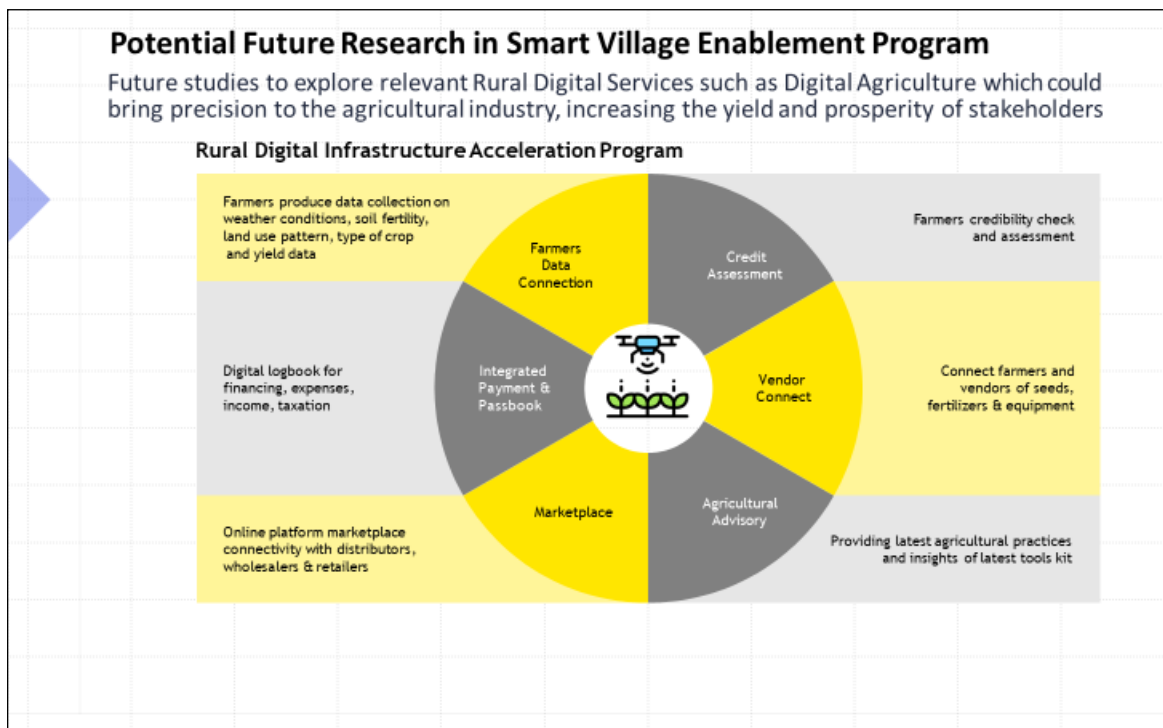 Potential Future Research in Smart Village Enablement Program
Future studies to explore relevant Rural Digital Services such as Digital Agriculture which could
bring precision to the agricultural industry, increasing the yield and prosperity of stakeholders
Rural Digital Infrastructure Acceleration Program
Farmers produce data collection on
weather conditions, soil fertility,
land use pattern, type of crop
and yield data
Farmers
Data
Connection
Credit
Assessment
Farmers credibility check
and assessment
Digital logbook for
financing, expenses,
income, taxation
Integrated
Payment &
Passbook
Vendor
Connect
Connect farmers and
vendors of seeds,
fertilizers & equipment
Online platform marketplace
connectivity with distributors,
wholesalers & retailers
Marketplace
Agricultural
Advisory
Providing latest agricultural practices
and insights of latest tools kit